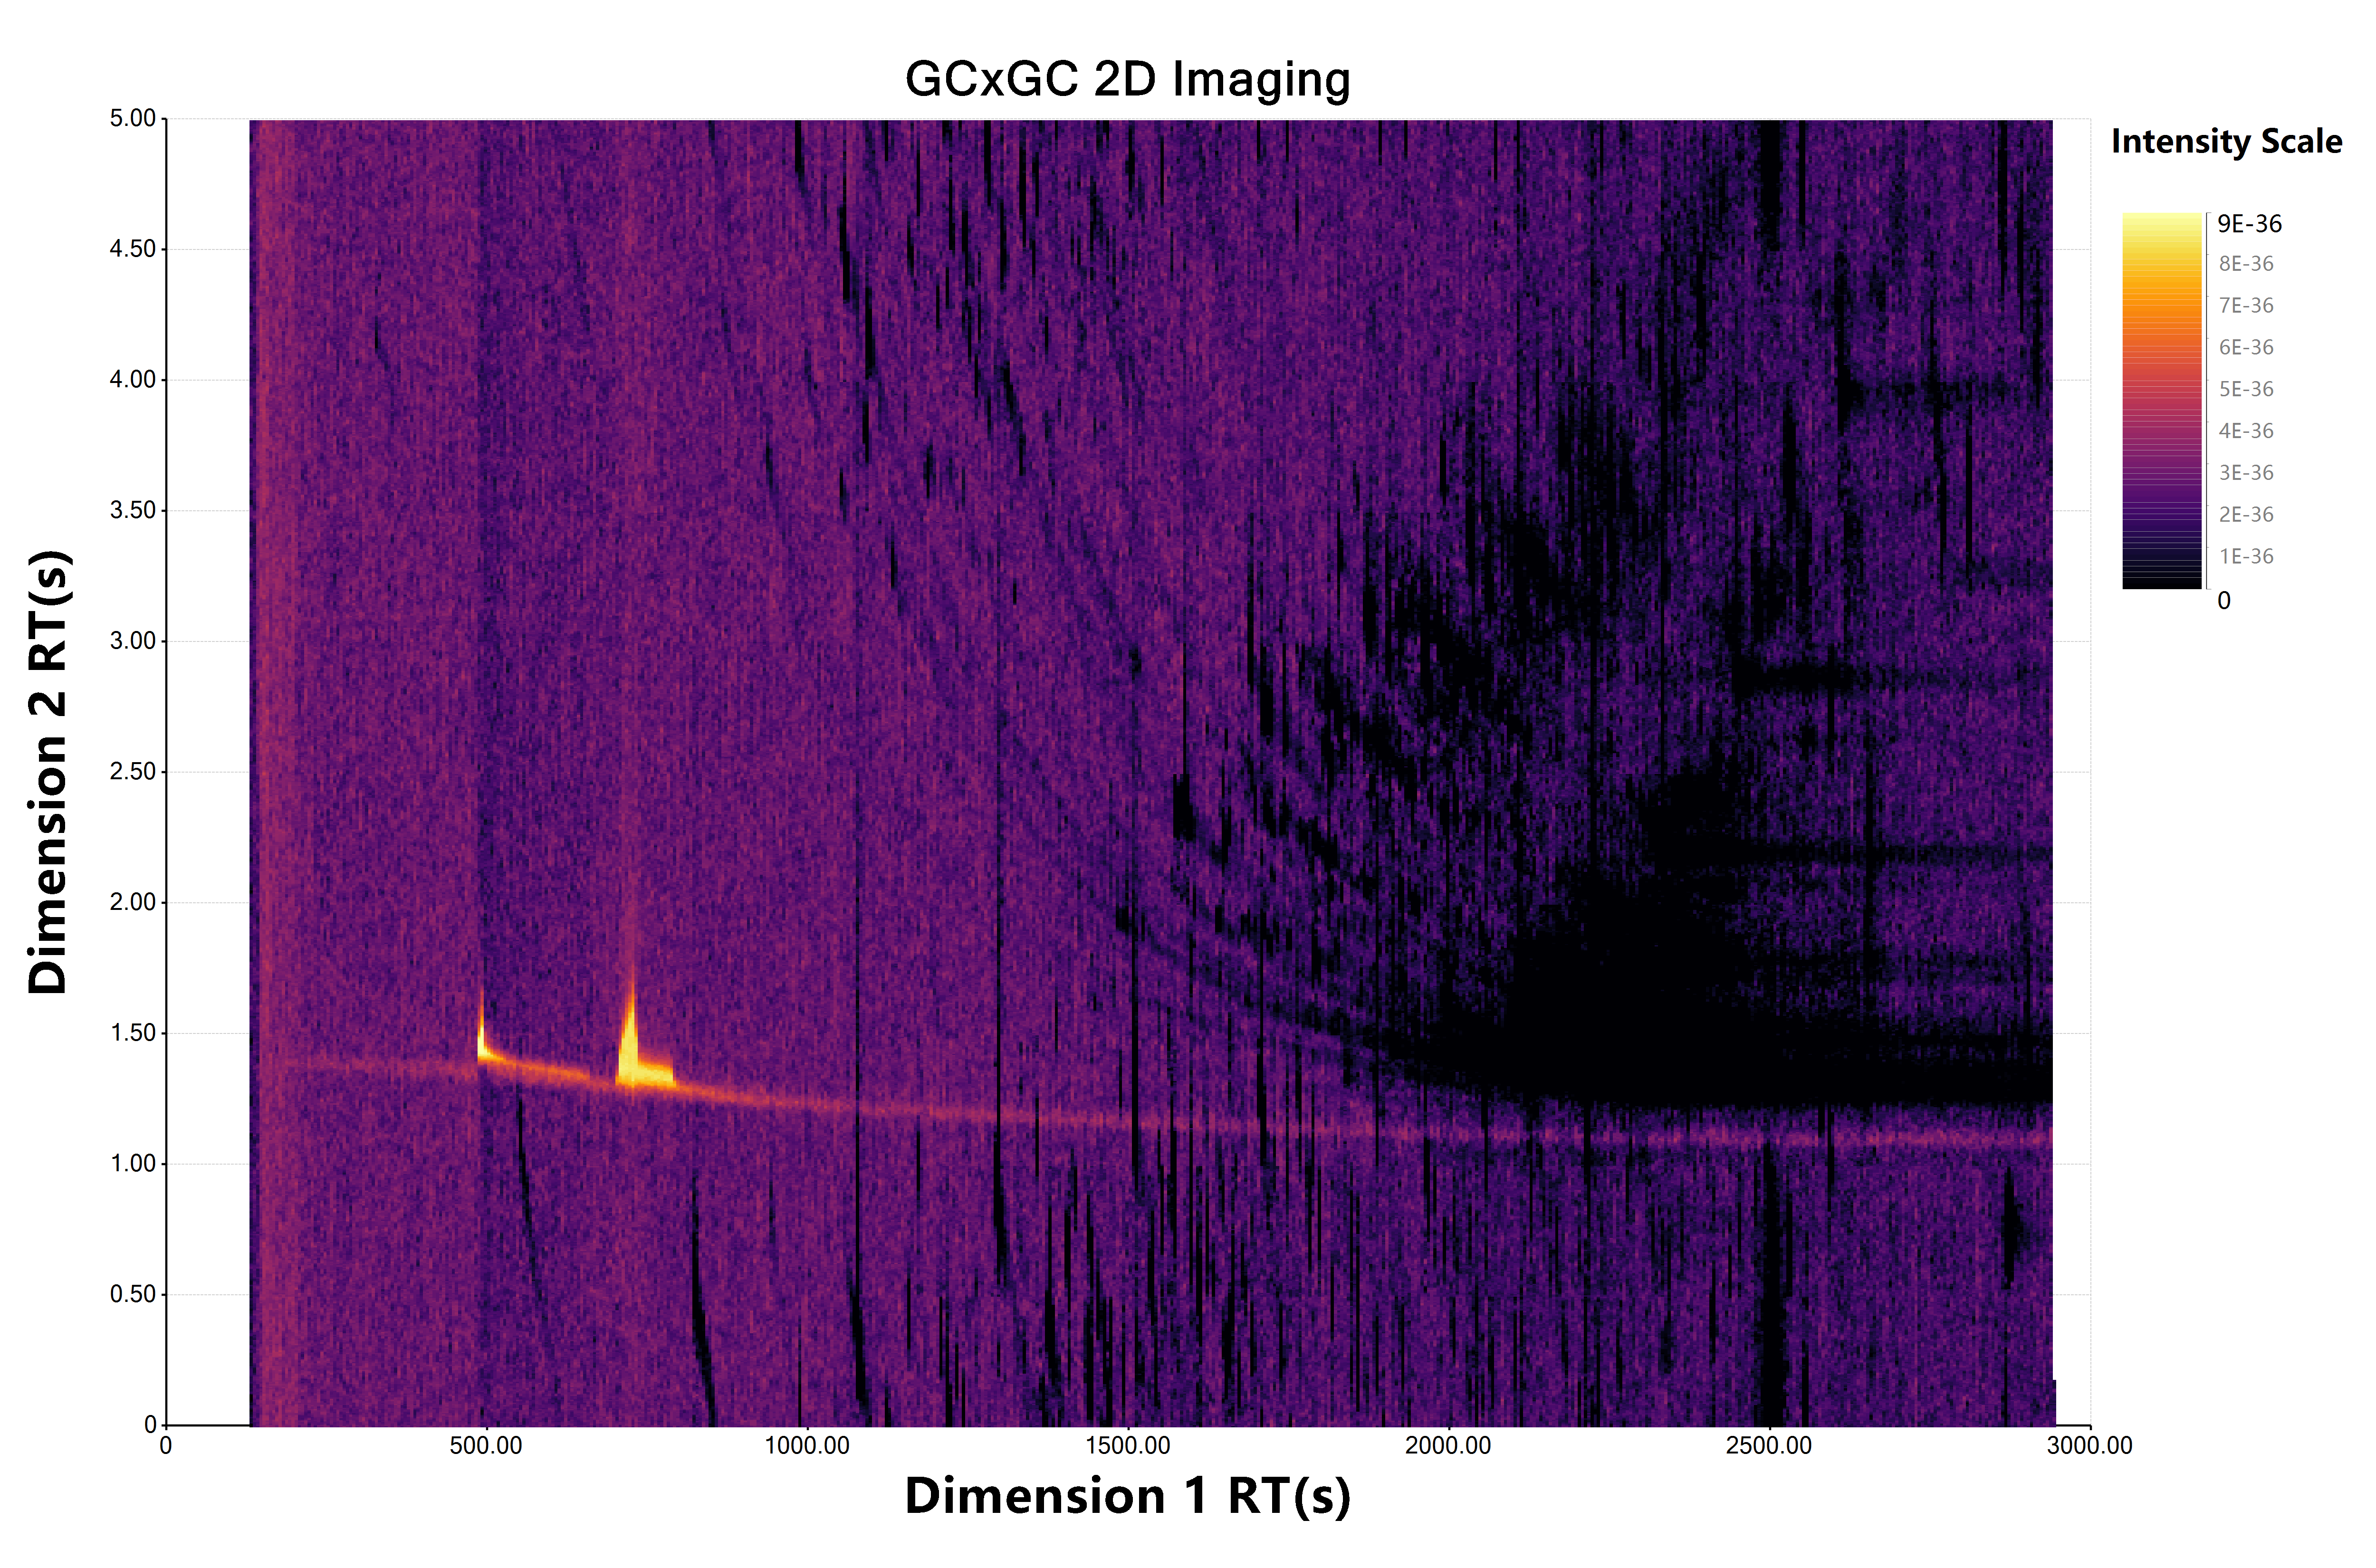 GCxGC 2D Imaging
Intensity Scale
9E-36
8E-36
7E-36
6E-36
5E-36
4E-36
3E-36
2E-36
1E-36
0
Dimension 2 RT(s)
5.00
4.50
4.00
3.50
3.00
2.50
2.00
1.50
1.00
0.50
0
0 500.00 1000.00 1500.00 2000.00 2500.00 3000.00
Dimension 1 RT(s)